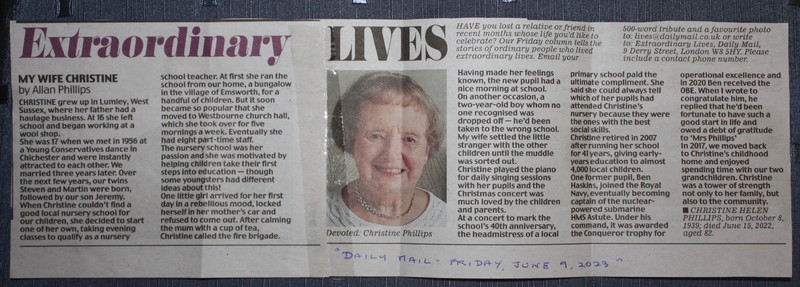 Extraordinary LIVES
HAVE you lost a relative or friend in
recent months whose life you'd like to
celebrate? Our Friday column tells the
stories of ordinary people who lived
extraordinary lives. Email your
500-word tribute and a favourite photo
to: lives@dailymail.co.uk or write
to: Extraordinary Lives, Daily Mail,
9 Derry Street, London W8 5HY. Please
include a contact phone number.
MY WIFE CHRISTINE
by Allan Phillips
CHRISTINE grew up in Lumley, West
Sussex, where her father had a
haulage business. At 16 she left
school and began working at a
wool shop.
She was 17 when we met in 1956 at
a Young Conservatives dance in
Chichester and were instantly
attracted to each other. We
married three years later. Over
the next few years, our twins
Steven and Martin were born,
followed by our son Jeremy.
When Christine couldn't find a
good local nursery school for
our children, she decided to start
one of her own, taking evening
classes to qualify as a nursery
school teacher. At first she ran the
school from our home, a bungalow
in the village of Emsworth, for a
handful of children. But it soon
became so popular that she
moved to Westbourne church hall,
which she took over for five
mornings a week. Eventually she
had eight part-time staff.
The nursery school was her
passion and she was motivated by
helping children take their first
steps into education — though
some youngsters had different
ideas about this!
One little girl arrived for her first
day in a rebellious mood, locked
herself in her mother's car and
refused to come out. After calming
the mum with a cup of tea,
Christine called the fire brigade.
Devoted: Christine Phillips
Having made her feelings
known, the new pupil had a
nice morning at school.
On another occasion, a
two-year-old boy whom no
one recognised was
dropped off — he'd been
taken to the wrong school.
My wife settled the little
stranger with the other
children until the muddle
was sorted out.
Christine played the piano
for daily singing sessions
with her pupils and the
Christmas concert was
much loved by the children
and parents.
At a concert to mark the
school's 40th anniversary,
the headmistress of a local
primary school paid the
ultimate compliment. She
said she could always tell
which of her pupils had
attended Christine's
nursery because they were
the ones with the best
social skills.
Christine retired in 2007
after running her school
for 41 years, giving early-
years education to almost
4,000 local children.
One former pupil, Ben
Haskins, joined the Royal
Navy, eventually becoming
captain of the nuclear-
powered submarine
HMS Astute. Under his
command, it was awarded
the Conqueror trophy for
operational excellence and
in 2020 Ben received the
OBE. When I wrote to
congratulate him, he
replied that he'd been
fortunate to have such a
good start in life and
owed a debt of gratitude
to 'Mrs Phillips'
In 2017, we moved back
to Christine's childhood
home and enjoyed
spending time with our two
grandchildren. Christine
was a tower of strength
not only to her family, but
also to the community.
■ CHRISTINE HELEN
PHILLIPS, born October 8,
1939; died June 15, 2022,
aged 82.
"DAILY MAIL - FRIDAY, JUNE 9, 2023"